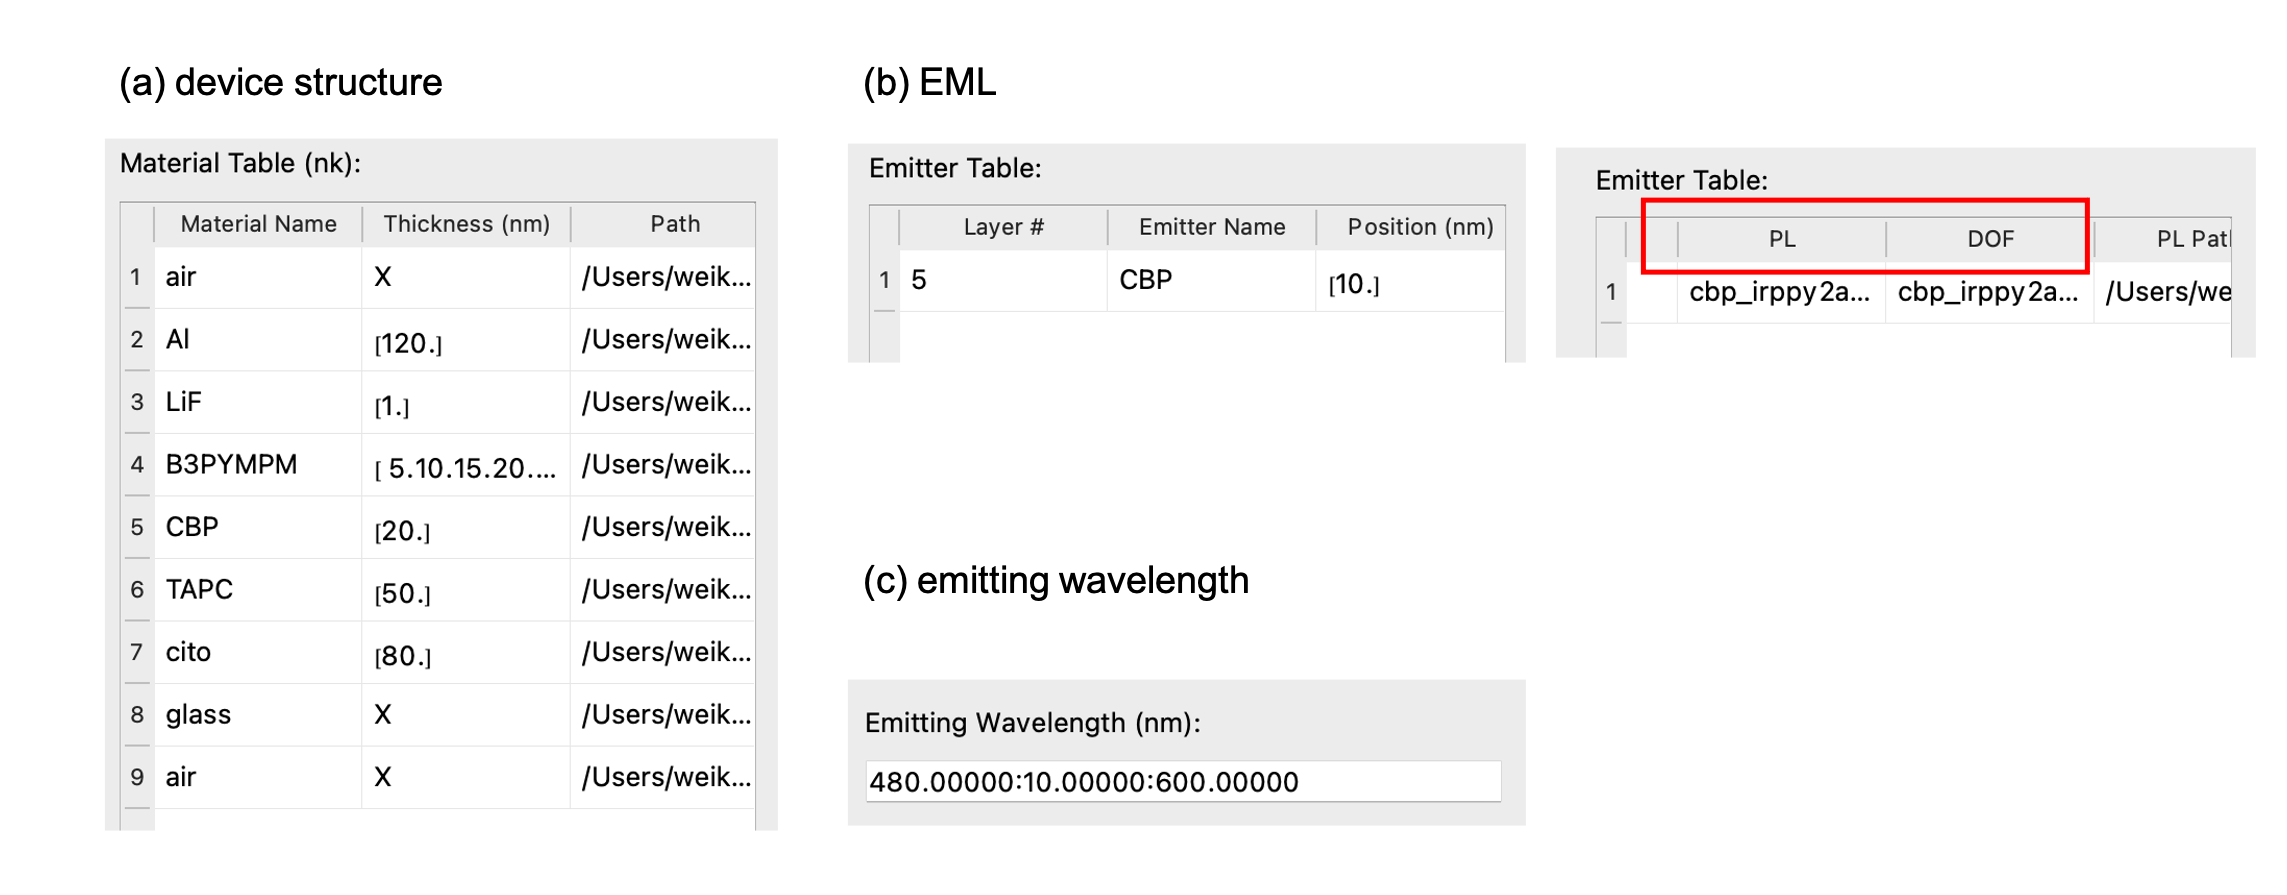 (a) device structure
Material Table (nk):
Material Name Thickness (nm) Path
1 air X /Users/weik...
2 Al [120.] /Users/weik...
3 LiF [1.] /Users/weik...
4 B3PYMPM [ 5.10.15.20.... /Users/weik...
5 CBP [20.] /Users/weik...
6 TAPC [50.] /Users/weik...
7 cito [80.] /Users/weik...
8 glass X /Users/weik...
9 air X /Users/weik...
(b) EML
Emitter Table:
Layer # Emitter Name Position (nm)
1 5 CBP [10.]
Emitter Table:
PL DOF PL Pat
1 cbp_irppy2a... cbp_irppy2a... /Users/we
(c) emitting wavelength
Emitting Wavelength (nm):
480.00000:10.00000:600.00000